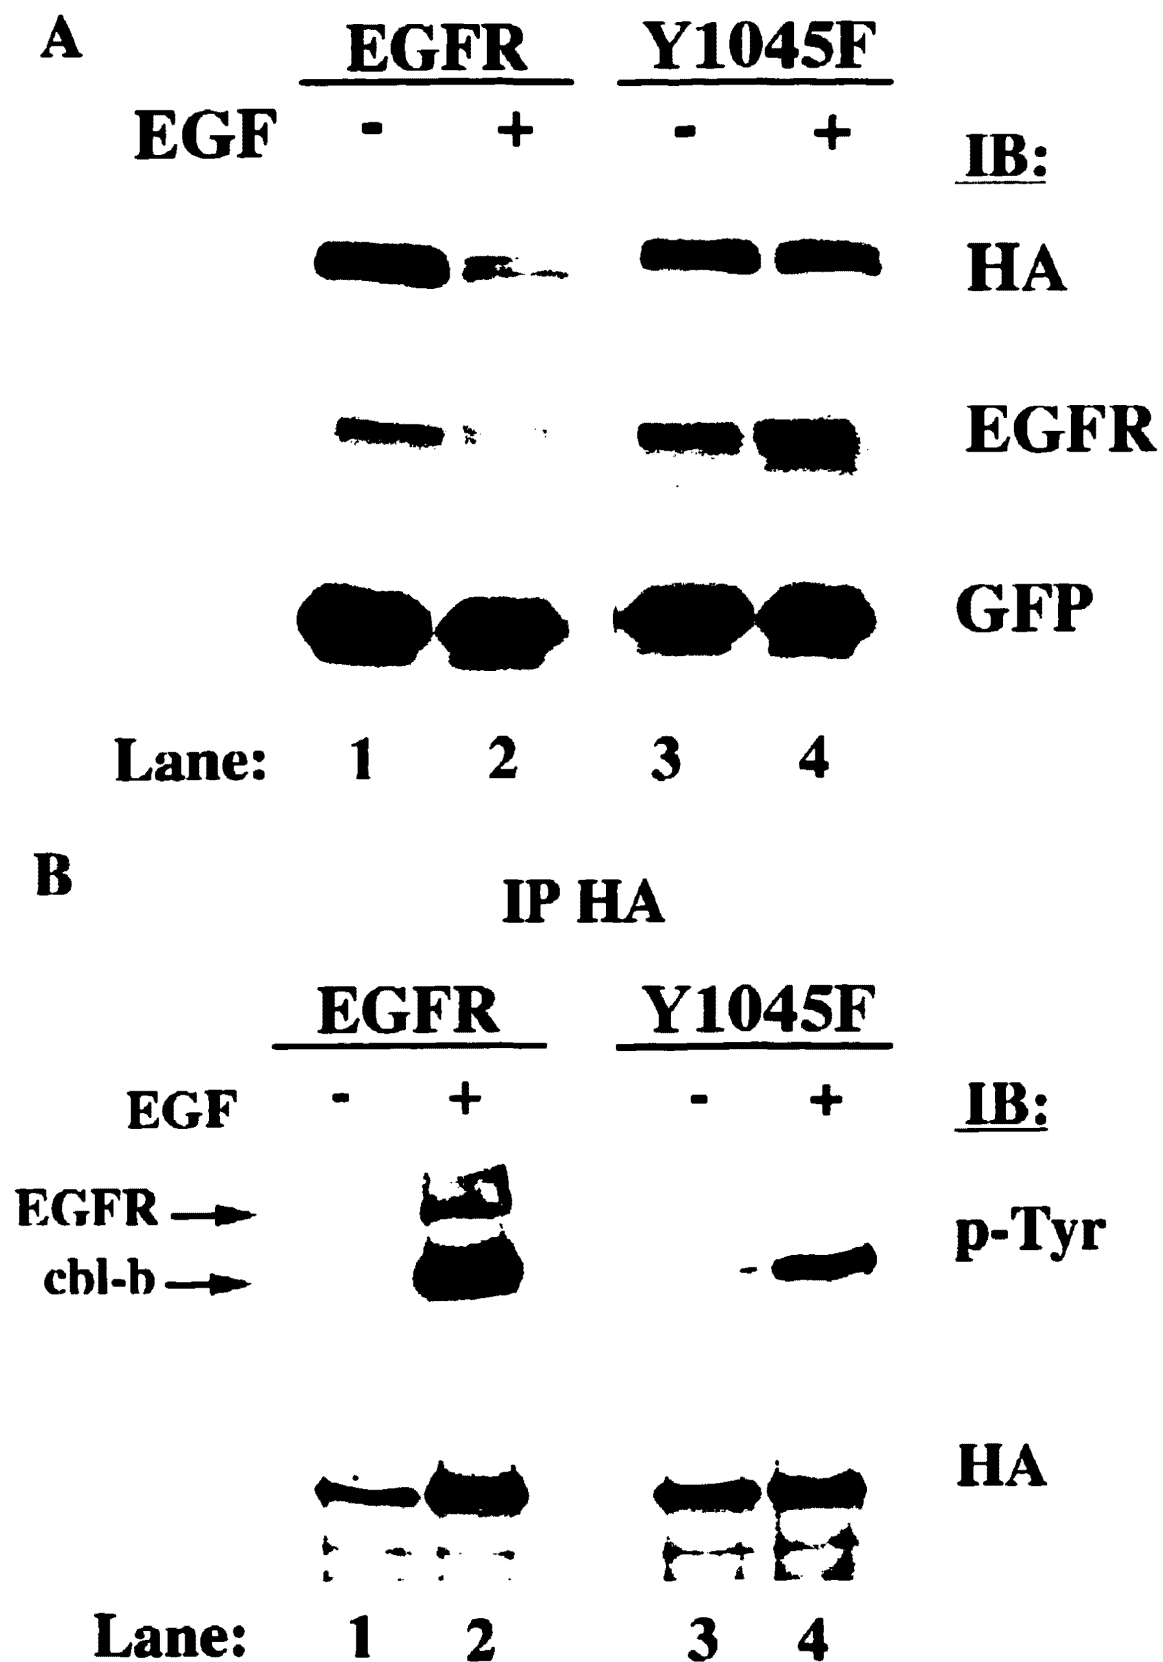 A
EGFR Y1045F
EGF - + - + IB:
HA
EGFR
GFP
Lane: 1 2 3 4
B
IP HA
EGFR Y1045F
EGF - + - + IB:
EGFR
p-Tyr
cbl-b
HA
Lane: 1 2 3 4